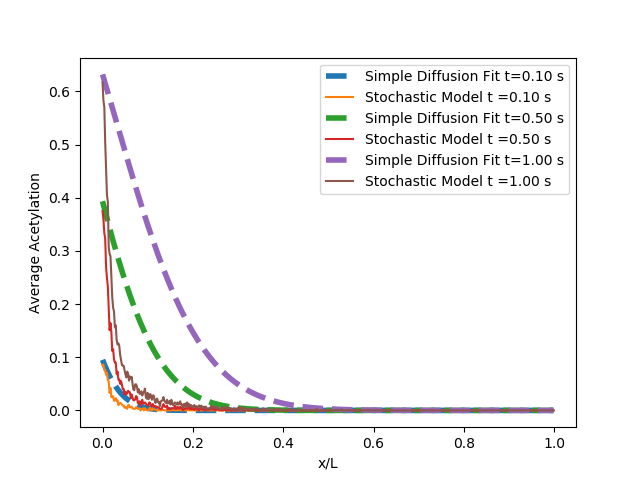 Simple Diffusion Fit t=0.10 s
Stochastic Model t =0.10 s
Simple Diffusion Fit t=0.50 s
Stochastic Model t =0.50 s
Simple Diffusion Fit t=1.00 s
Stochastic Model t =1.00 s
Average Acetylation
0.6
0.5
0.4
0.3
0.2
0.1
0.0
0.0 0.2 0.4 0.6 0.8 1.0
x/L